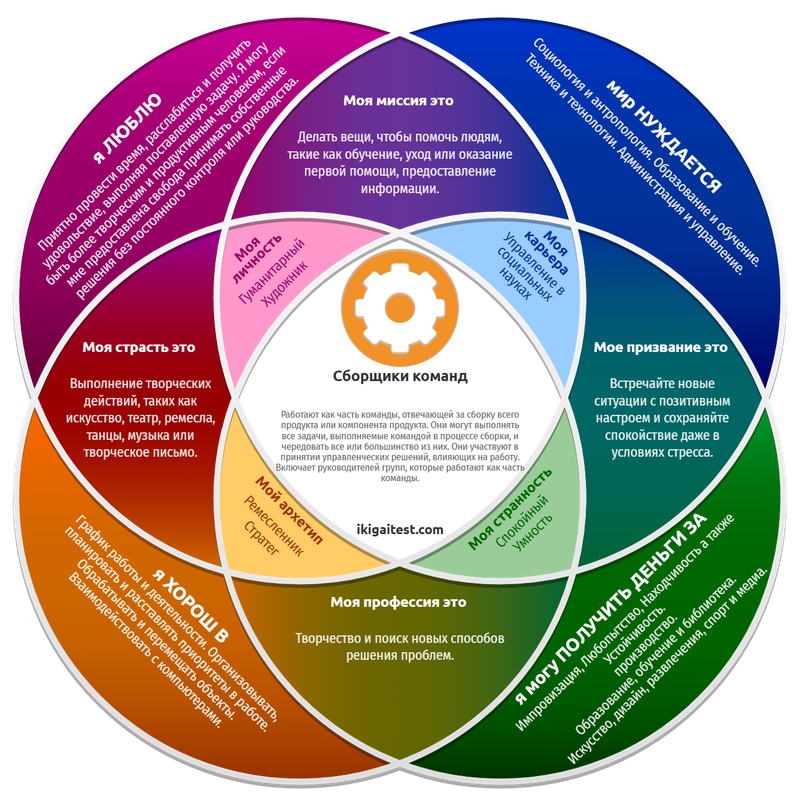 я ЛЮБЛЮ
Приятно провести время, расслабиться и получить
удовольствие, выполняя поставленную задачу. Я могу
быть более творческим и продуктивным человеком, если
мне предоставлена свобода принимать собственные
решения без постоянного контроля или руководства.
Моя миссия это
Делать вещи, чтобы помочь людям,
такие как обучение, уход или оказание
первой помощи, предоставление
информации.
мир НУЖДАЕТСЯ
Социология и антропология. Образование и обучение.
Техника и технологии. Администрация и управление.
Моя
личность
Гуманитарный
Художник
Моя
карьера
Управление в
социальных
науках
Моя страсть это
Выполнение творческих
действий, таких как
искусство, театр, ремесла,
танцы, музыка или
творческое письмо.
Сборщики команд
Работают как часть команды, отвечающей за сборку всего
продукта или компонента продукта. Они могут выполнять
все задачи, выполняемые командой в процессе сборки, и
чередовать все или большинство из них. Они участвуют в
принятии управленческих решений, влияющих на работу.
Включает руководителей групп, которые работают как часть
команды.
ikigaitest.com
Мое призвание это
Встречайте новые
ситуации с позитивным
настроем и сохраняйте
спокойствие даже в
условиях стресса.
Мой архетип
Ремесленник
Стратег
Моя странность
Спокойный
Умность
я ХОРОШ В
График работы и деятельности. Организовывать,
планировать и расставлять приоритеты в работе.
Обрабатывать и перемещать объекты.
Взаимодействовать с компьютерами.
Моя профессия это
Творчество и поиск новых способов
решения проблем.
я могу ПОЛУЧИТЬ ДЕНЬГИ ЗА
Импровизация, Любопытство, Находчивость а также
Устойчивость.
производство.
Образование, обучение и библиотека.
Искусство, дизайн, развлечения, спорт и медиа.